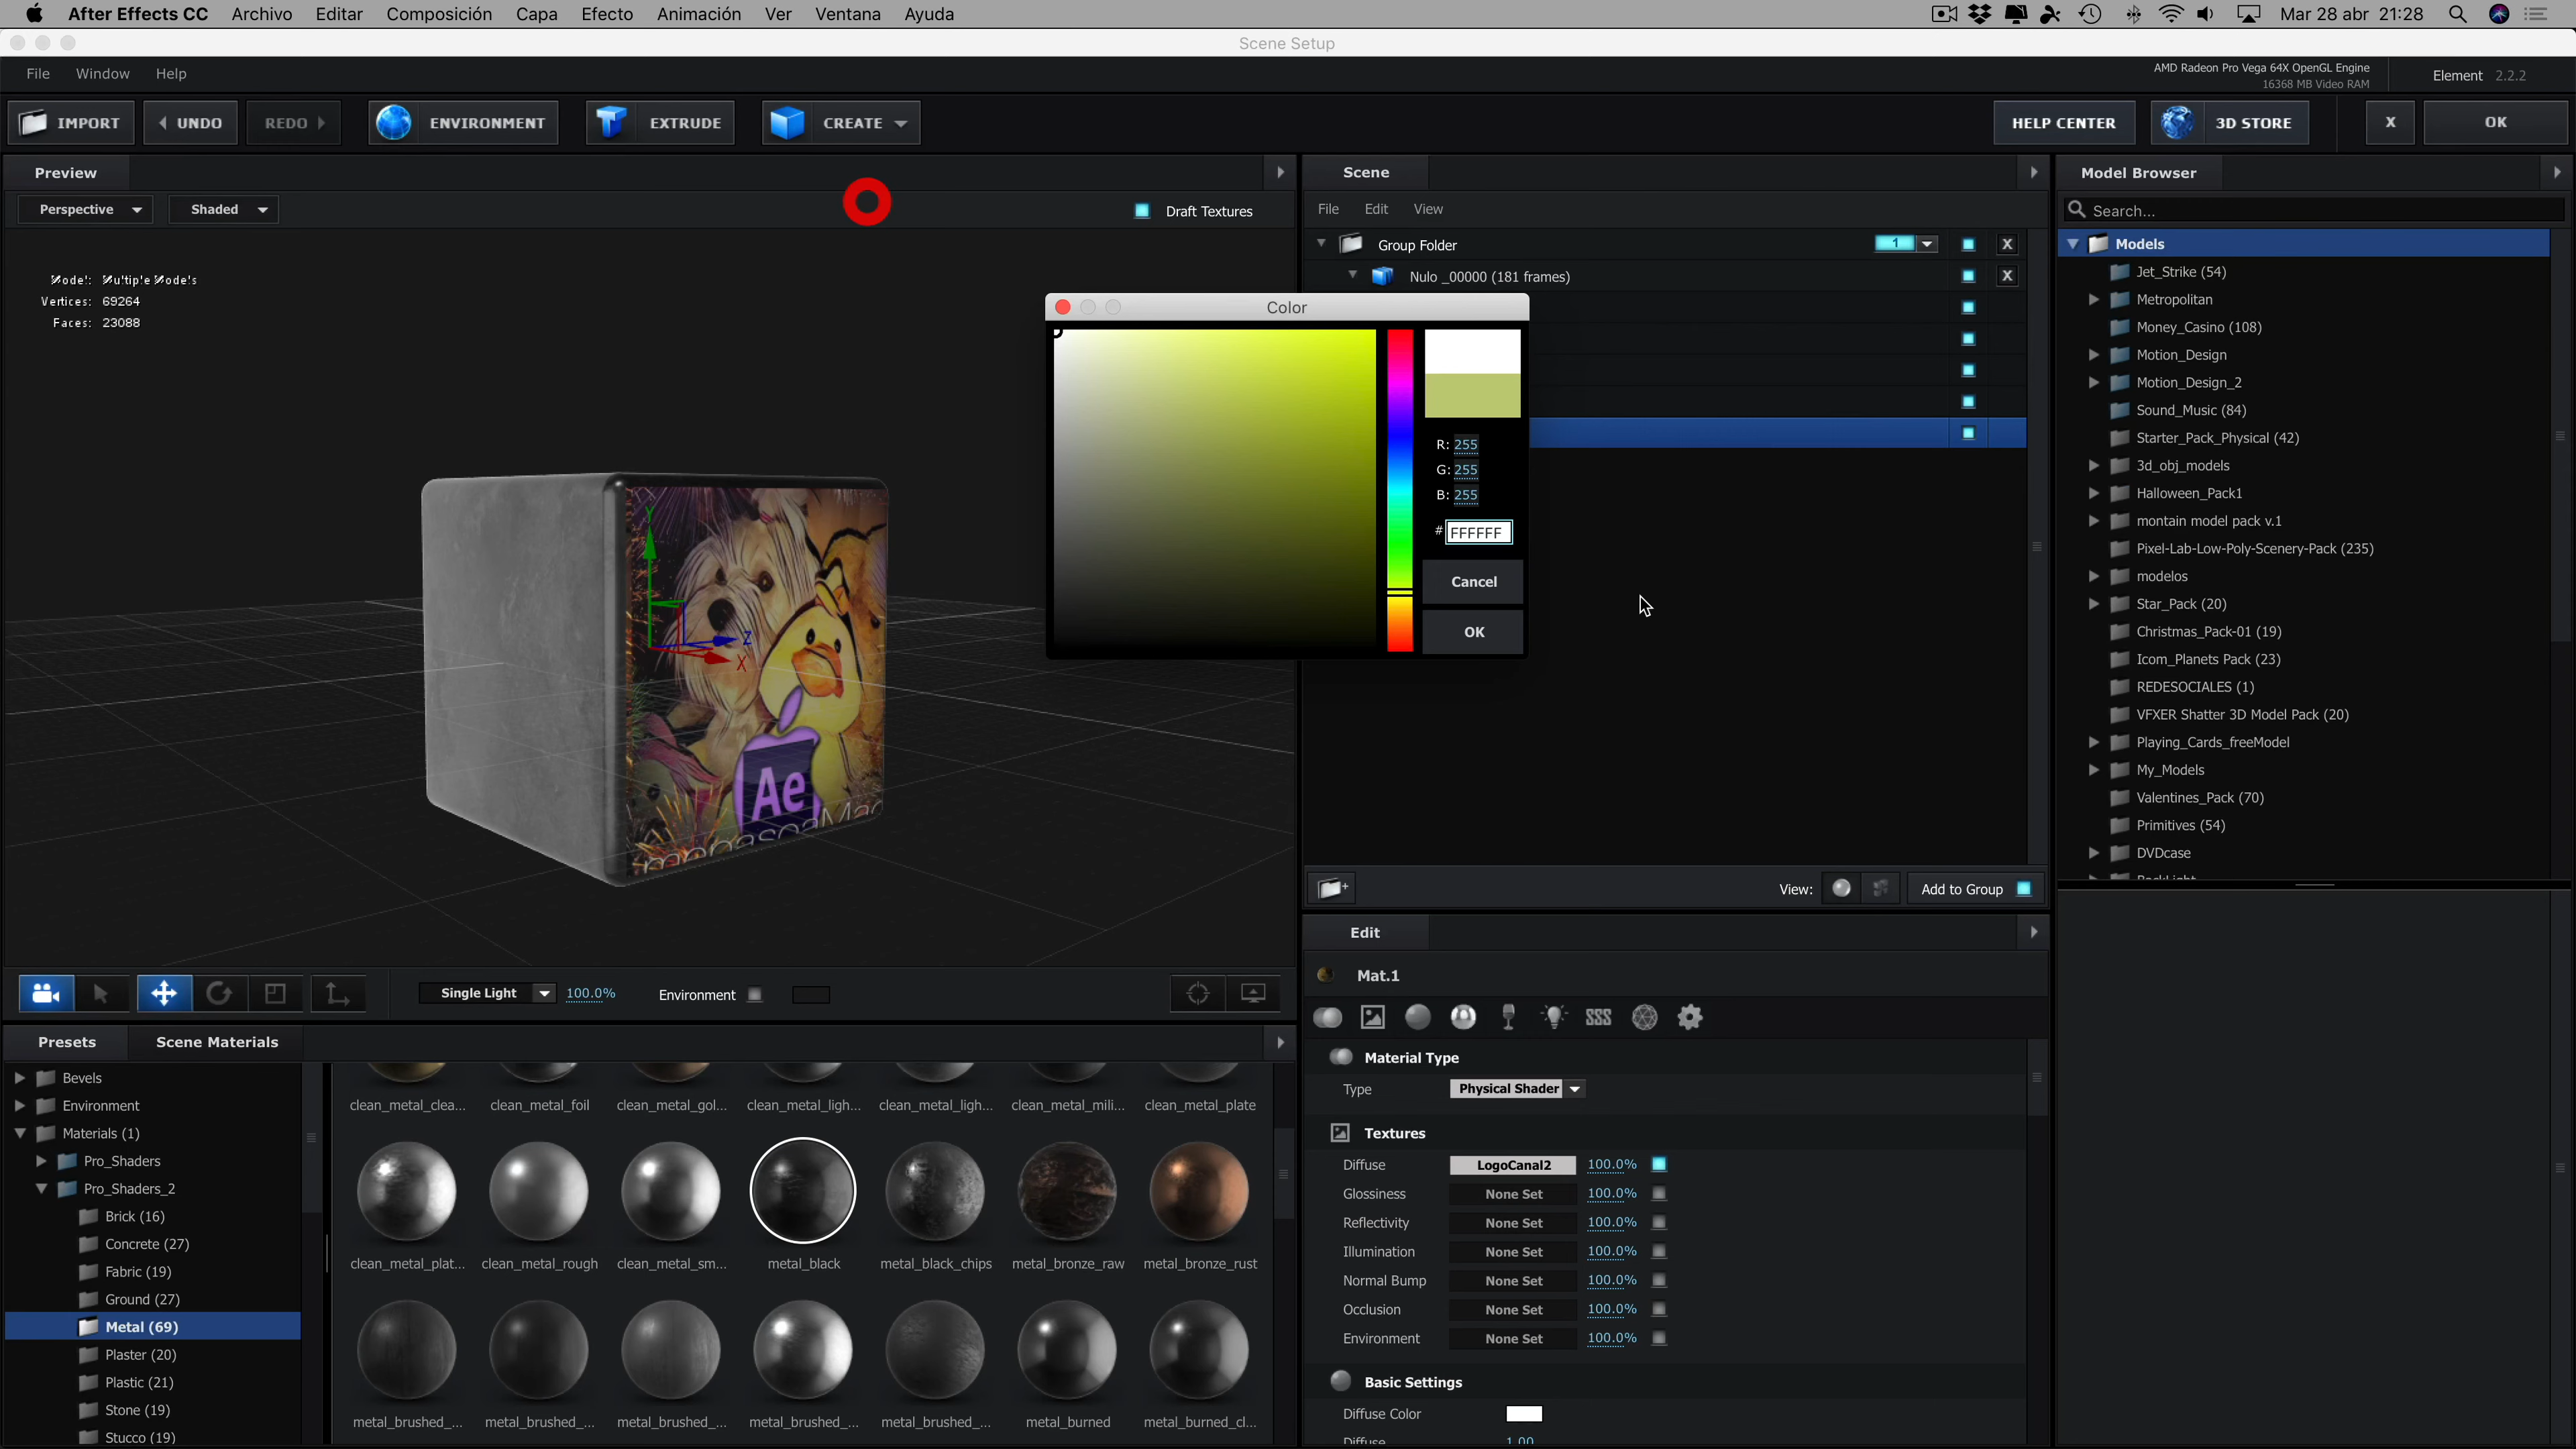 After Effects CC Archivo Editar Composición Capa Efecto Animación Ver Ventana Ayuda Mar 28 abr 21:28
Scene Setup
File Window Help
AMD Radeon Pro Vega 64X OpenGL Engine
16368 MB Video RAM
Element 2.2.2
IMPORT UNDO REDO ENVIRONMENT EXTRUDE CREATE HELP CENTER 3D STORE X OK
Preview
Perspective Shaded Draft Textures
Model: Multiple Models
Vertices: 69264
Faces: 23088
Y
Z
X
Ae
Single Light 100.0% Environment
Scene
File Edit View
Group Folder 1 X
Nulo _00000 (181 frames) X
Color
R: 255
G: 255
B: 255
# FFFFFF
Cancel
OK
View: Add to Group
Model Browser
Search...
Models
Jet_Strike (54)
Metropolitan
Money_Casino (108)
Motion_Design
Motion_Design_2
Sound_Music (84)
Starter_Pack_Physical (42)
3d_obj_models
Halloween_Pack1
montain model pack v.1
Pixel-Lab-Low-Poly-Scenery-Pack (235)
modelos
Star_Pack (20)
Christmas_Pack-01 (19)
Icom_Planets Pack (23)
REDESOCIALES (1)
VFXER Shatter 3D Model Pack (20)
Playing_Cards_freeModel
My_Models
Valentines_Pack (70)
Primitives (54)
DVDcase
Presets Scene Materials
Bevels
Environment
Materials (1)
Pro_Shaders
Pro_Shaders_2
Brick (16)
Concrete (27)
Fabric (19)
Ground (27)
Metal (69)
Plaster (20)
Plastic (21)
Stone (19)
Stucco (19)
clean_metal_clea... clean_metal_foil clean_metal_gol... clean_metal_ligh... clean_metal_ligh... clean_metal_mili... clean_metal_plate
clean_metal_plat... clean_metal_rough clean_metal_sm... metal_black metal_black_chips metal_bronze_raw metal_bronze_rust
metal_brushed_... metal_brushed_... metal_brushed_... metal_brushed_... metal_brushed_... metal_burned metal_burned_cl...
Edit
Mat.1
SSS
Material Type
Type Physical Shader
Textures
Diffuse LogoCanal2 100.0%
Glossiness None Set 100.0%
Reflectivity None Set 100.0%
Illumination None Set 100.0%
Normal Bump None Set 100.0%
Occlusion None Set 100.0%
Environment None Set 100.0%
Basic Settings
Diffuse Color
Diffuse 1.00